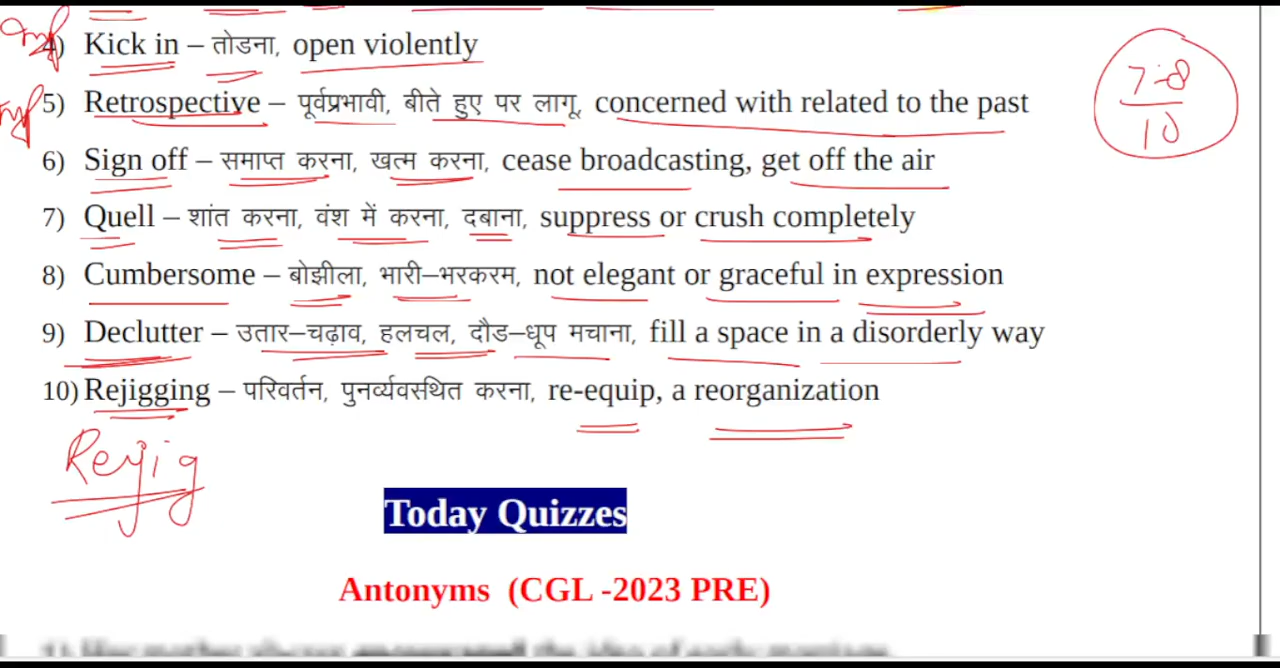 4) Kick in – तोडना, open violently
5) Retrospective – पूर्वप्रभावी, बीते हुए पर लागू, concerned with related to the past
7-8
10
6) Sign off – समाप्त करना, खत्म करना, cease broadcasting, get off the air
7) Quell – शांत करना, वंश में करना, दबाना, suppress or crush completely
8) Cumbersome – बोझीला, भारी–भरकरम, not elegant or graceful in expression
9) Declutter – उतार–चढ़ाव, हलचल, दौड–धूप मचाना, fill a space in a disorderly way
10) Rejigging – परिवर्तन, पुनर्व्यवस्थित करना, re-equip, a reorganization
Rejig
Today Quizzes
Antonyms (CGL -2023 PRE)